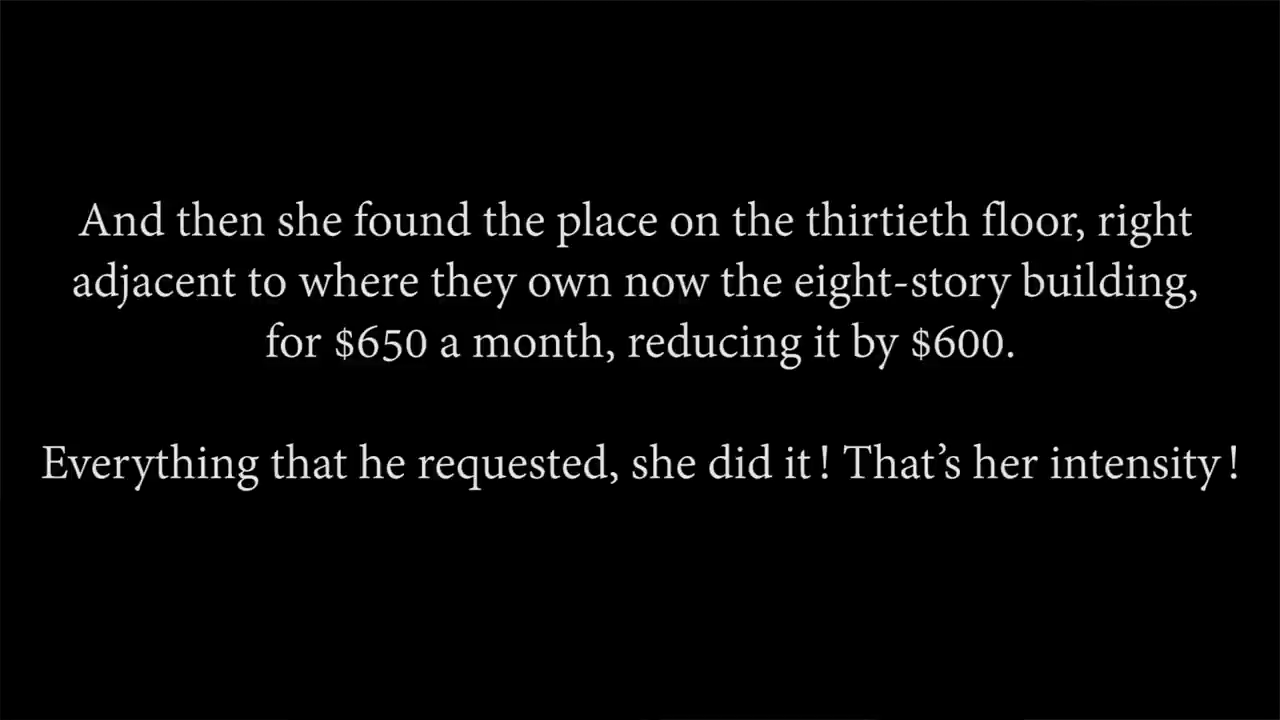 And then she found the place on the thirtieth floor, right
adjacent to where they own now the eight-story building,
for $650 a month, reducing it by $600.
Everything that he requested, she did it! That’s her intensity!